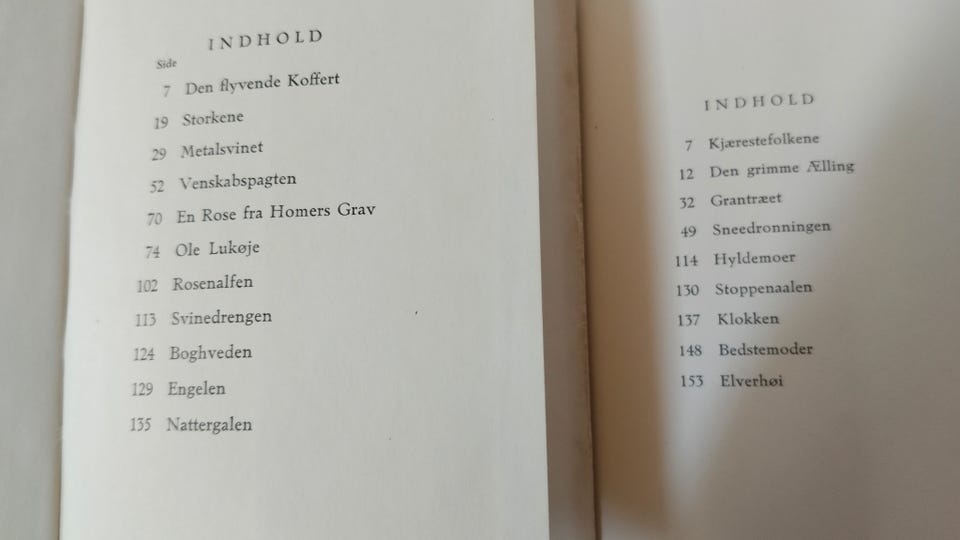 INDHOLD
Side
7 Den flyvende Koffert
19 Storkene
29 Metalsvinet
52 Venskabspagten
70 En Rose fra Homers Grav
74 Ole Lukøje
102 Rosenalfen
113 Svinedrengen
124 Boghveden
129 Engelen
135 Nattergalen
INDHOLD
7 Kjærestefolkene
12 Den grimme Ælling
32 Grantræet
49 Sneedronningen
114 Hyldemoer
130 Stoppenaalen
137 Klokken
148 Bedstemoder
153 Elverhøi